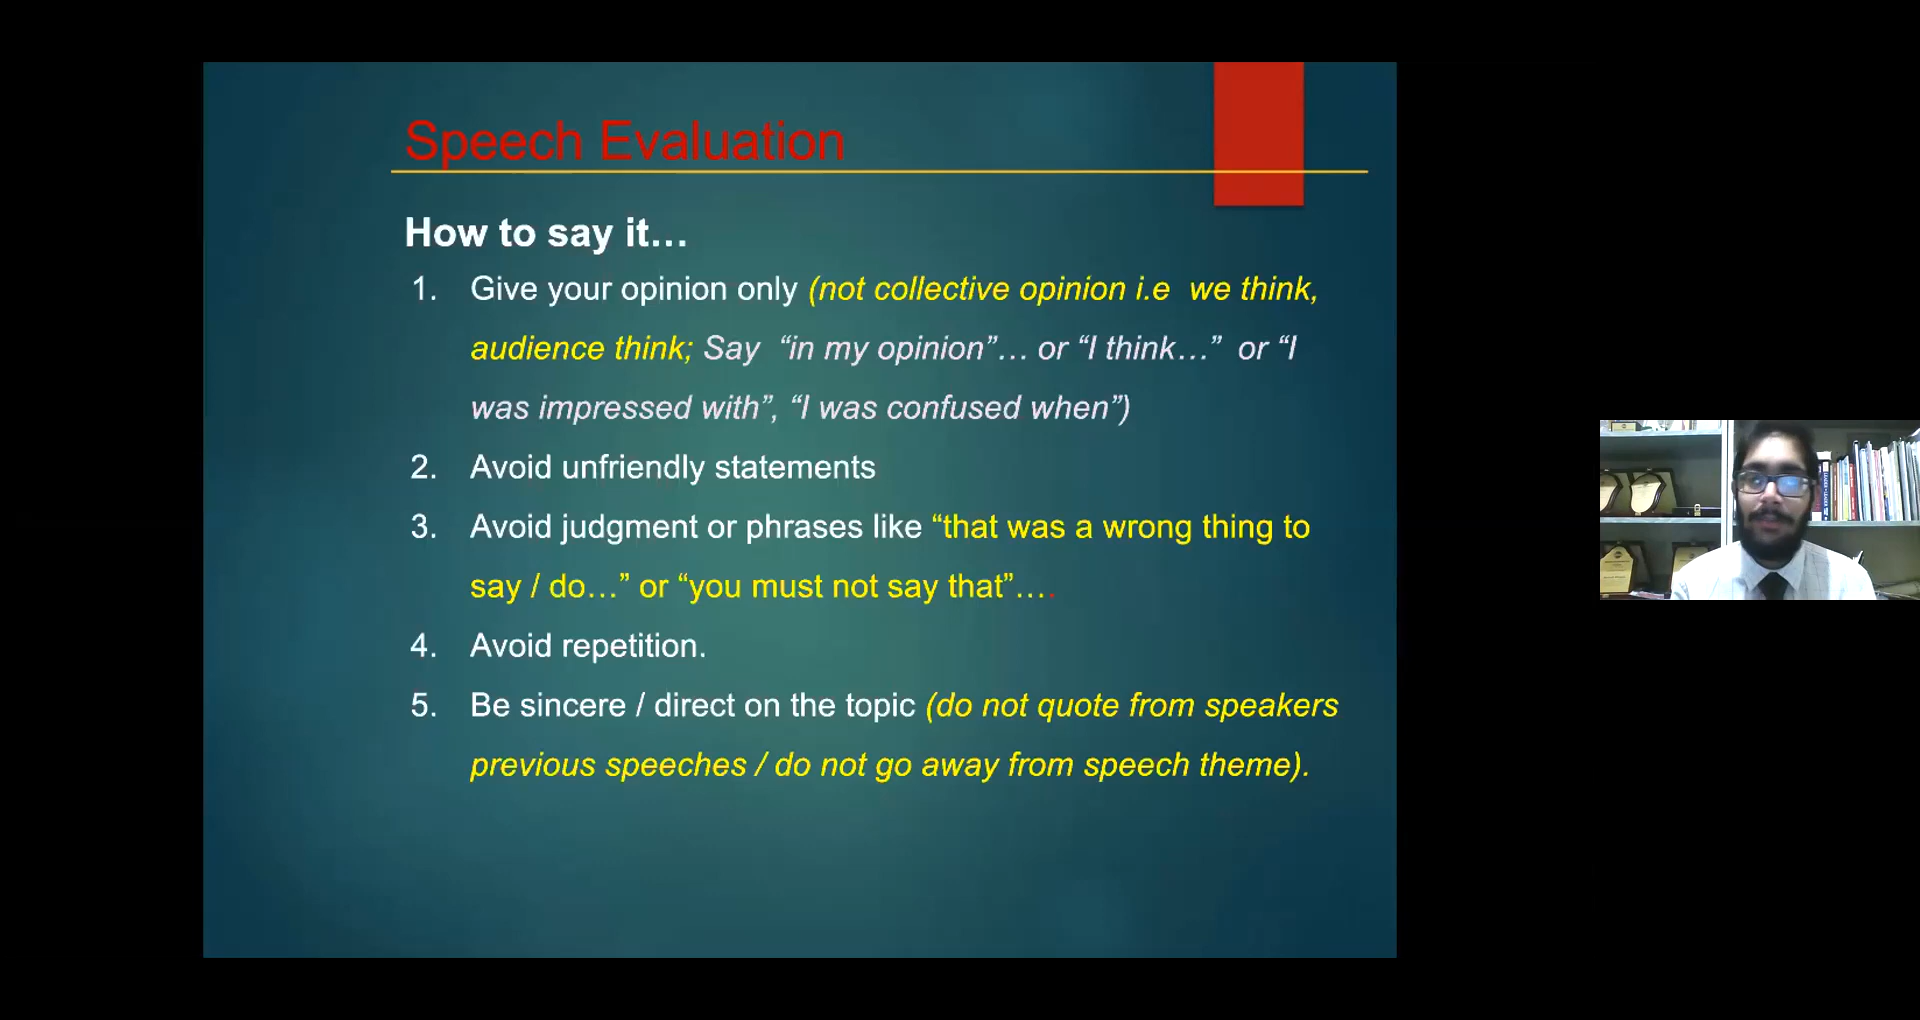 Speech Evaluation
How to say it…
1. Give your opinion only (not collective opinion i.e we think,
audience think; Say “in my opinion”… or “I think…” or “I
was impressed with”, “I was confused when”)
2. Avoid unfriendly statements
3. Avoid judgment or phrases like “that was a wrong thing to
say / do…” or “you must not say that”….
4. Avoid repetition.
5. Be sincere / direct on the topic (do not quote from speakers
previous speeches / do not go away from speech theme).